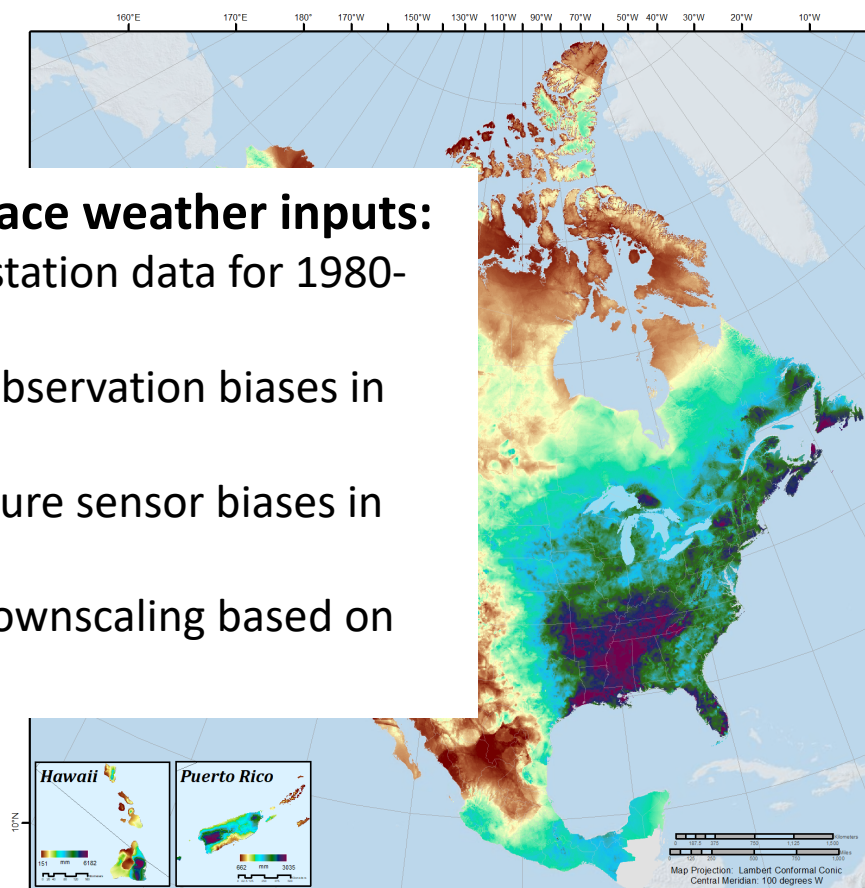 160°E 170°E 180° 170°W 150°W 130°W 110°W 90°W 70°W 50°W 40°W 30°W 20°W 10°W
ace weather inputs:
station data for 1980-
bservation biases in
ure sensor biases in
ownscaling based on
Hawaii
151 mm 6182
Puerto Rico
662 mm 3035
10°N
Kilometers
Map Projection: Lambert Conformal Conic
Central Meridian: 100 degrees W